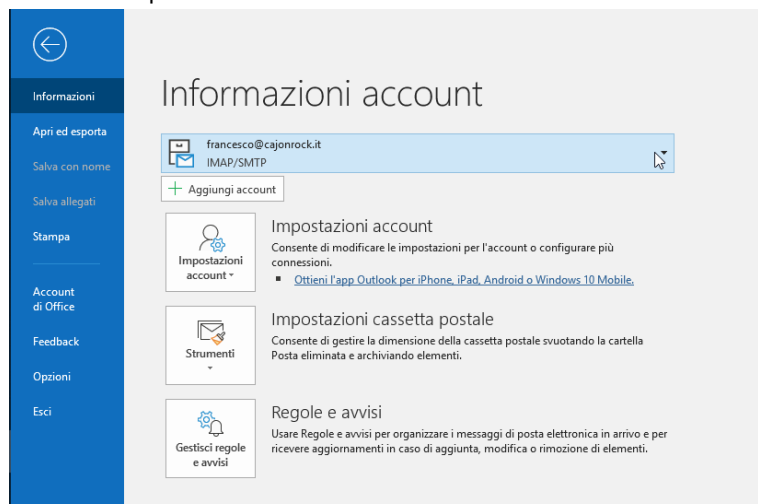 Informazioni
Apri ed esporta
Salva con nome
Salva allegati
Stampa
Account
di Office
Feedback
Opzioni
Esci
Informazioni account
francesco@cajonrock.it
IMAP/SMTP
Aggiungi account
Impostazioni
account
Impostazioni account
Consente di modificare le impostazioni per l'account o configurare più
connessioni.
Ottieni l'app Outlook per iPhone, iPad, Android o Windows 10 Mobile.
Strumenti
Impostazioni cassetta postale
Consente di gestire la dimensione della cassetta postale svuotando la cartella
Posta eliminata e archiviando elementi.
Gestisci regole
e avvisi
Regole e avvisi
Usare Regole e avvisi per organizzare i messaggi di posta elettronica in arrivo e per
ricevere aggiornamenti in caso di aggiunta, modifica o rimozione di elementi.